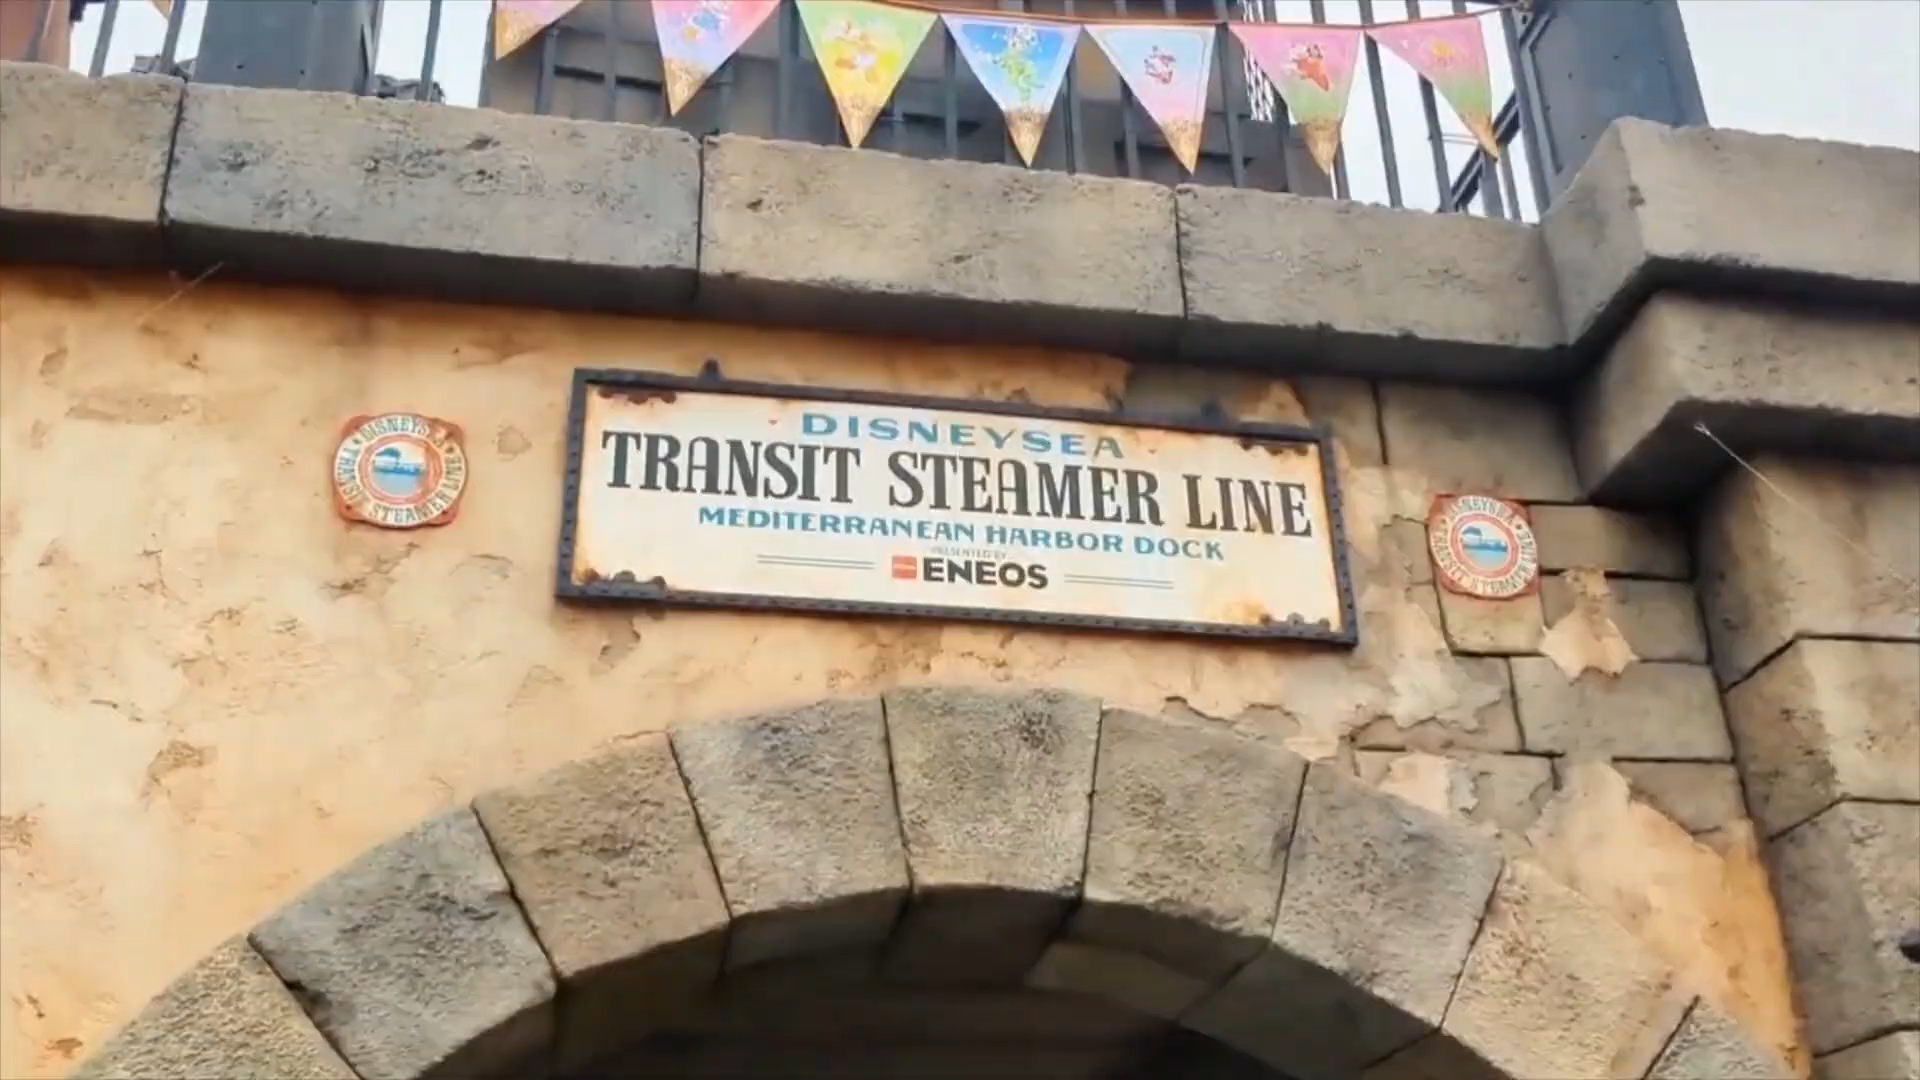 DISNEYSEA
TRANSIT STEAMER LINE
MEDITERRANEAN HARBOR DOCK
PRESENTED BY
ENEOS
DISNEYSEA
TRANSIT STEAMER LINE
DISNEYSEA
TRANSIT STEAMER LINE